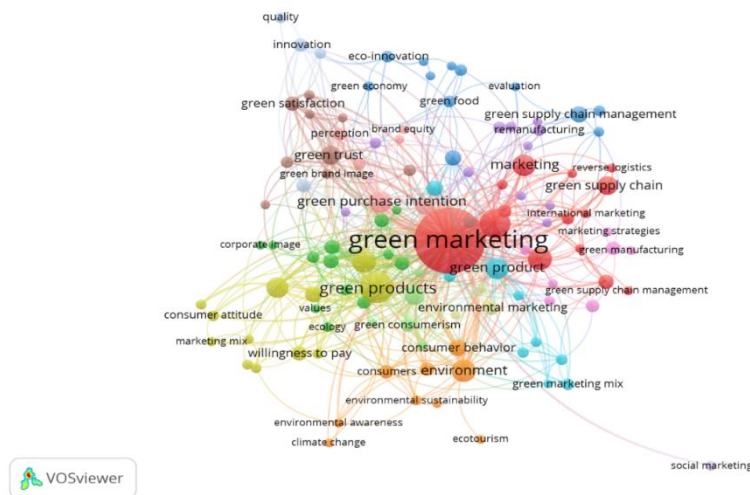 quality
innovation
eco-innovation
green economy
evaluation
green satisfaction
green food
green supply chain management
perception
brand equity
remanufacturing
green trust
marketing
reverse logistics
green brand image
green supply chain
green purchase intention
international marketing
marketing strategies
green marketing
corporate image
green manufacturing
green product
green products
green supply chain management
values
environmental marketing
consumer attitude
ecology
green consumerism
marketing mix
consumer behavior
willingness to pay
consumers
environment
green marketing mix
environmental sustainability
environmental awareness
climate change
ecotourism
social marketing
VOSviewer